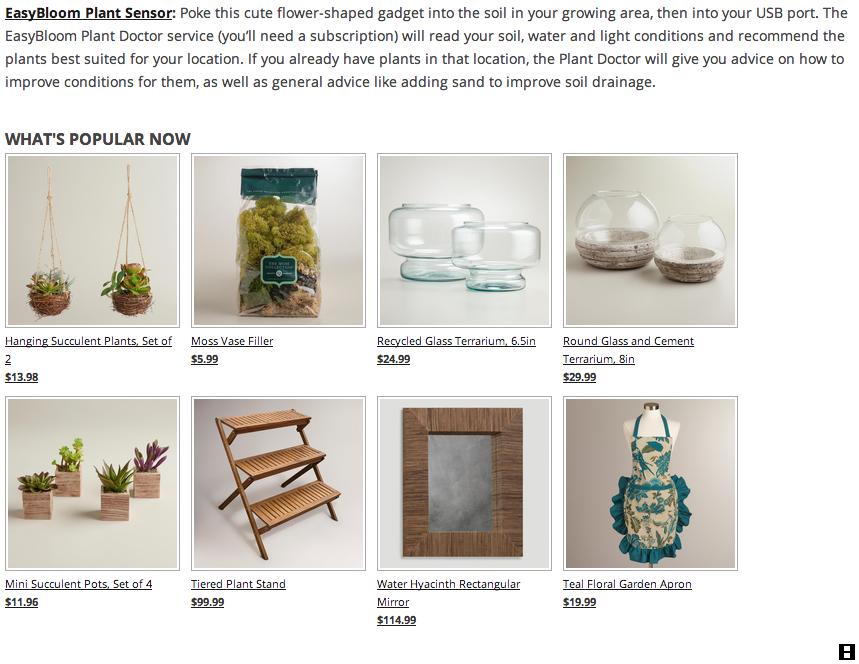 EasyBloom Plant Sensor: Poke this cute flower-shaped gadget into the soil in your growing area, then into your USB port. The
EasyBloom Plant Doctor service (you'll need a subscription) will read your soil, water and light conditions and recommend the
plants best suited for your location. If you already have plants in that location, the Plant Doctor will give you advice on how to
improve conditions for them, as well as general advice like adding sand to improve soil drainage.
WHAT'S POPULAR NOW
Hanging Succulent Plants, Set of
2
$13.98
Moss Vase Filler
$5.99
Recycled Glass Terrarium, 6.5in
$24.99
Round Glass and Cement
Terrarium, 8in
$29.99
Mini Succulent Pots, Set of 4
$11.96
Tiered Plant Stand
$99.99
Water Hyacinth Rectangular
Mirror
$114.99
Teal Floral Garden Apron
$19.99